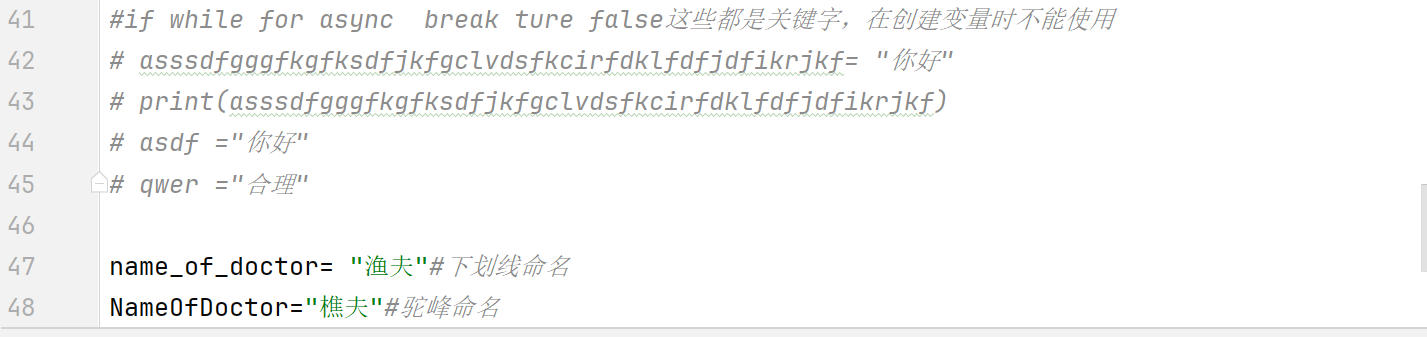 41 #if while for async  break ture false这些都是关键字，在创建变量时不能使用
42 # asssdfgggfkgfksdfjkfgclvdsfkcirfdklfdfjdfikrjkf= "你好"
43 # print(asssdfgggfkgfksdfjkfgclvdsfkcirfdklfdfjdfikrjkf)
44 # asdf ="你好"
45 # qwer ="合理"
46
47 name_of_doctor= "渔夫"#下划线命名
48 NameOfDoctor="樵夫"#驼峰命名